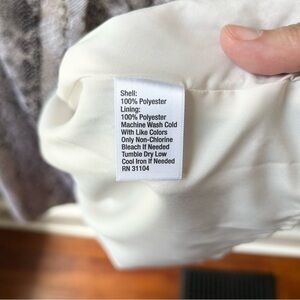 Shell:
100% Polyester
Lining:
100% Polyester
Machine Wash Cold
With Like Colors
Only Non-Chlorine
Bleach If Needed
Tumble Dry Low
Cool Iron If Needed
RN 31104